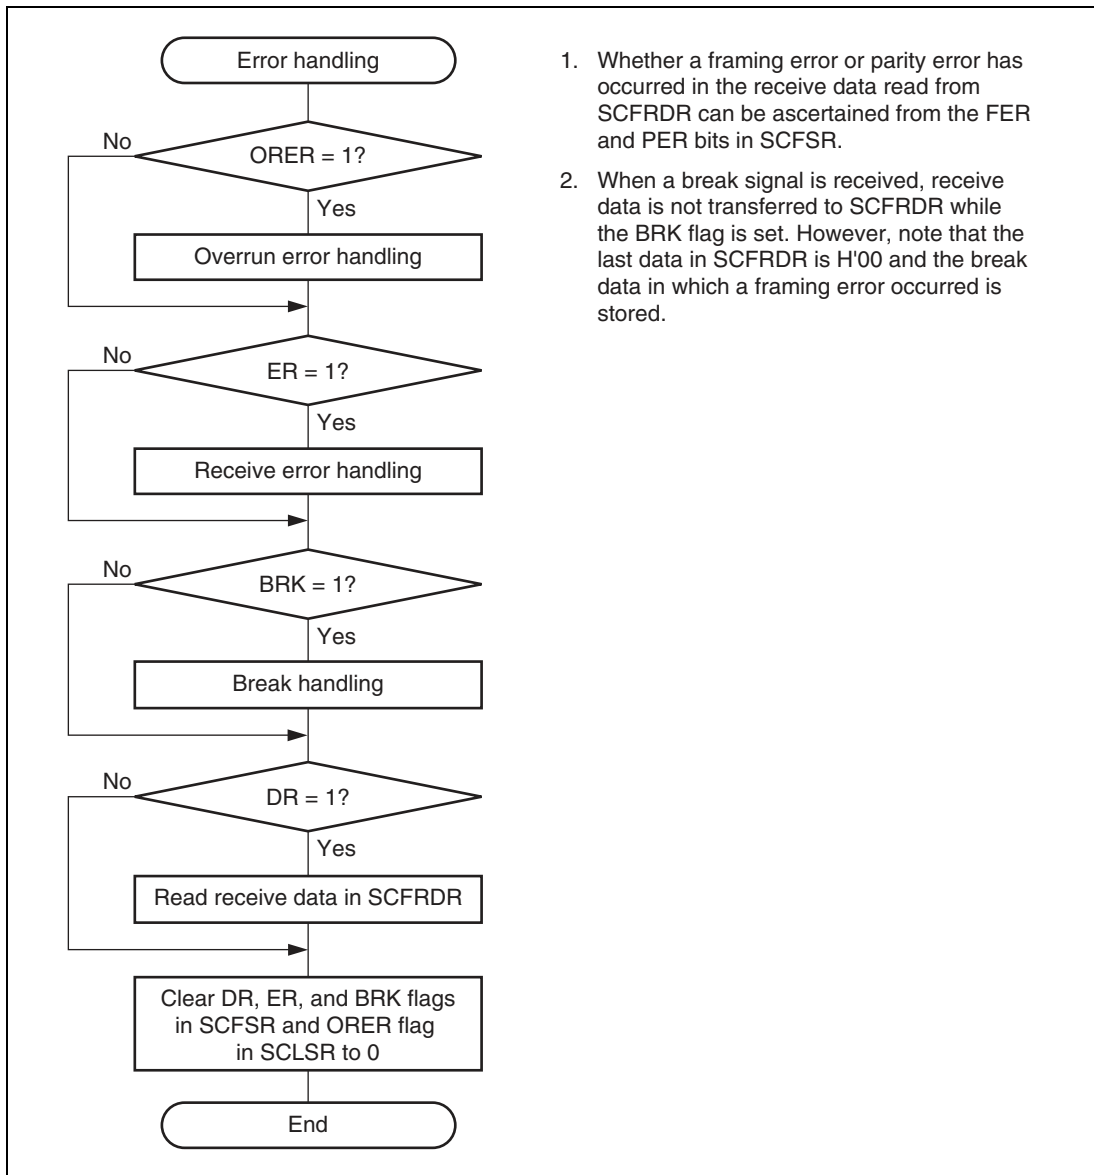 Error handling
No
ORER = 1?
Yes
Overrun error handling
No
ER = 1?
Yes
Receive error handling
No
BRK = 1?
Yes
Break handling
No
DR = 1?
Yes
Read receive data in SCFRDR
Clear DR, ER, and BRK flags
in SCFSR and ORER flag
in SCLSR to 0
End
1. Whether a framing error or parity error has
occurred in the receive data read from
SCFRDR can be ascertained from the FER
and PER bits in SCFSR.
2. When a break signal is received, receive
data is not transferred to SCFRDR while
the BRK flag is set. However, note that the
last data in SCFRDR is H'00 and the break
data in which a framing error occurred is
stored.